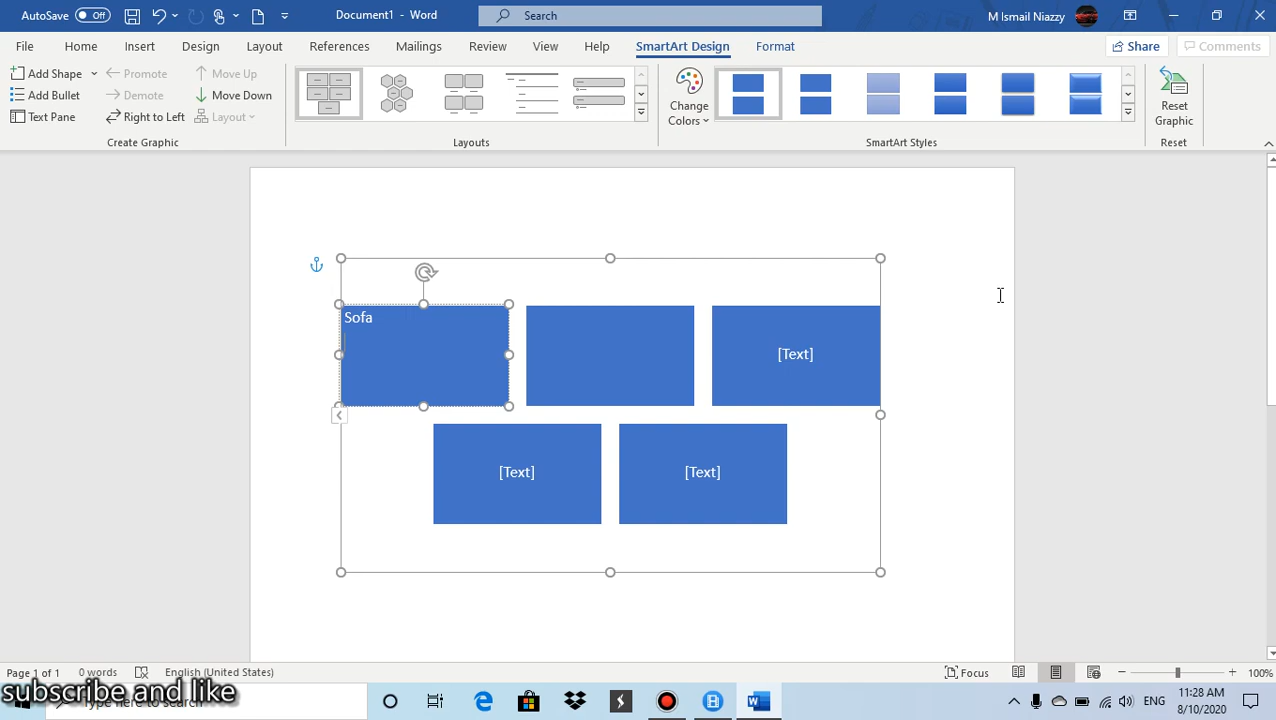 AutoSave Off Document1 - Word Search M Ismail Niazzy
File Home Insert Design Layout References Mailings Review View Help SmartArt Design Format Share Comments
Add Shape Promote Move Up
Add Bullet Demote Move Down
Text Pane Right to Left Layout
Change Colors
Reset Graphic
Create Graphic Layouts SmartArt Styles Reset
Sofa
[Text]
[Text] [Text]
Page 1 of 1 0 words English (United States) Focus 100%
subscribe and like
Type here to search
ENG
11:28 AM
8/10/2020